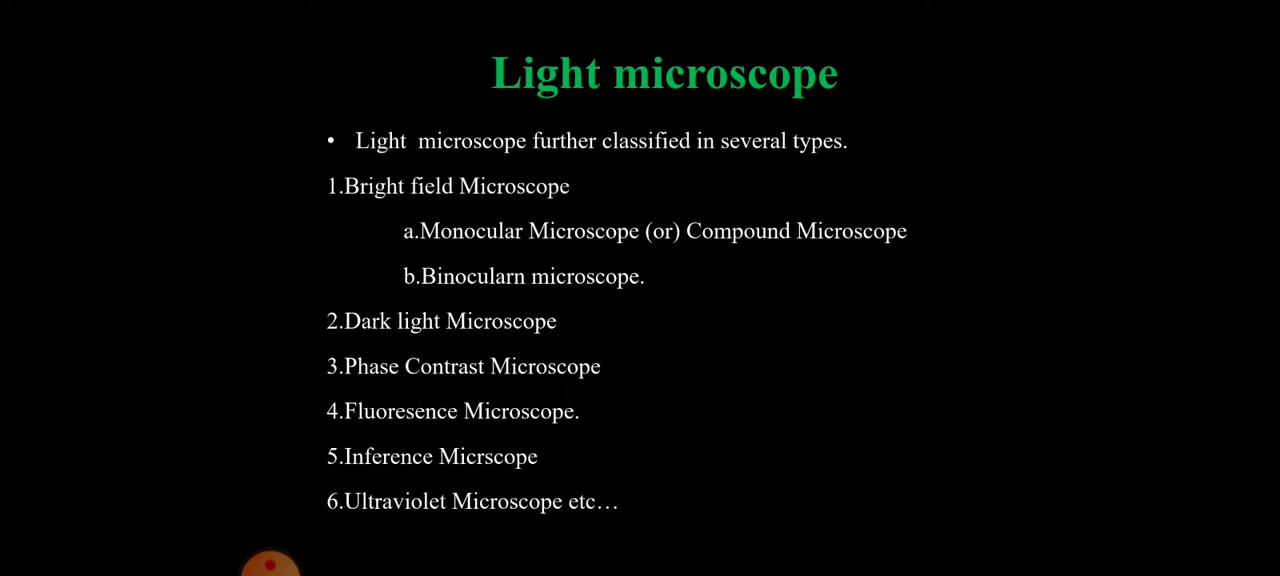 Light microscope
• Light microscope further classified in several types.
1.Bright field Microscope
a.Monocular Microscope (or) Compound Microscope
b.Binocularn microscope.
2.Dark light Microscope
3.Phase Contrast Microscope
4.Fluoresence Microscope.
5.Inference Micrscope
6.Ultraviolet Microscope etc…